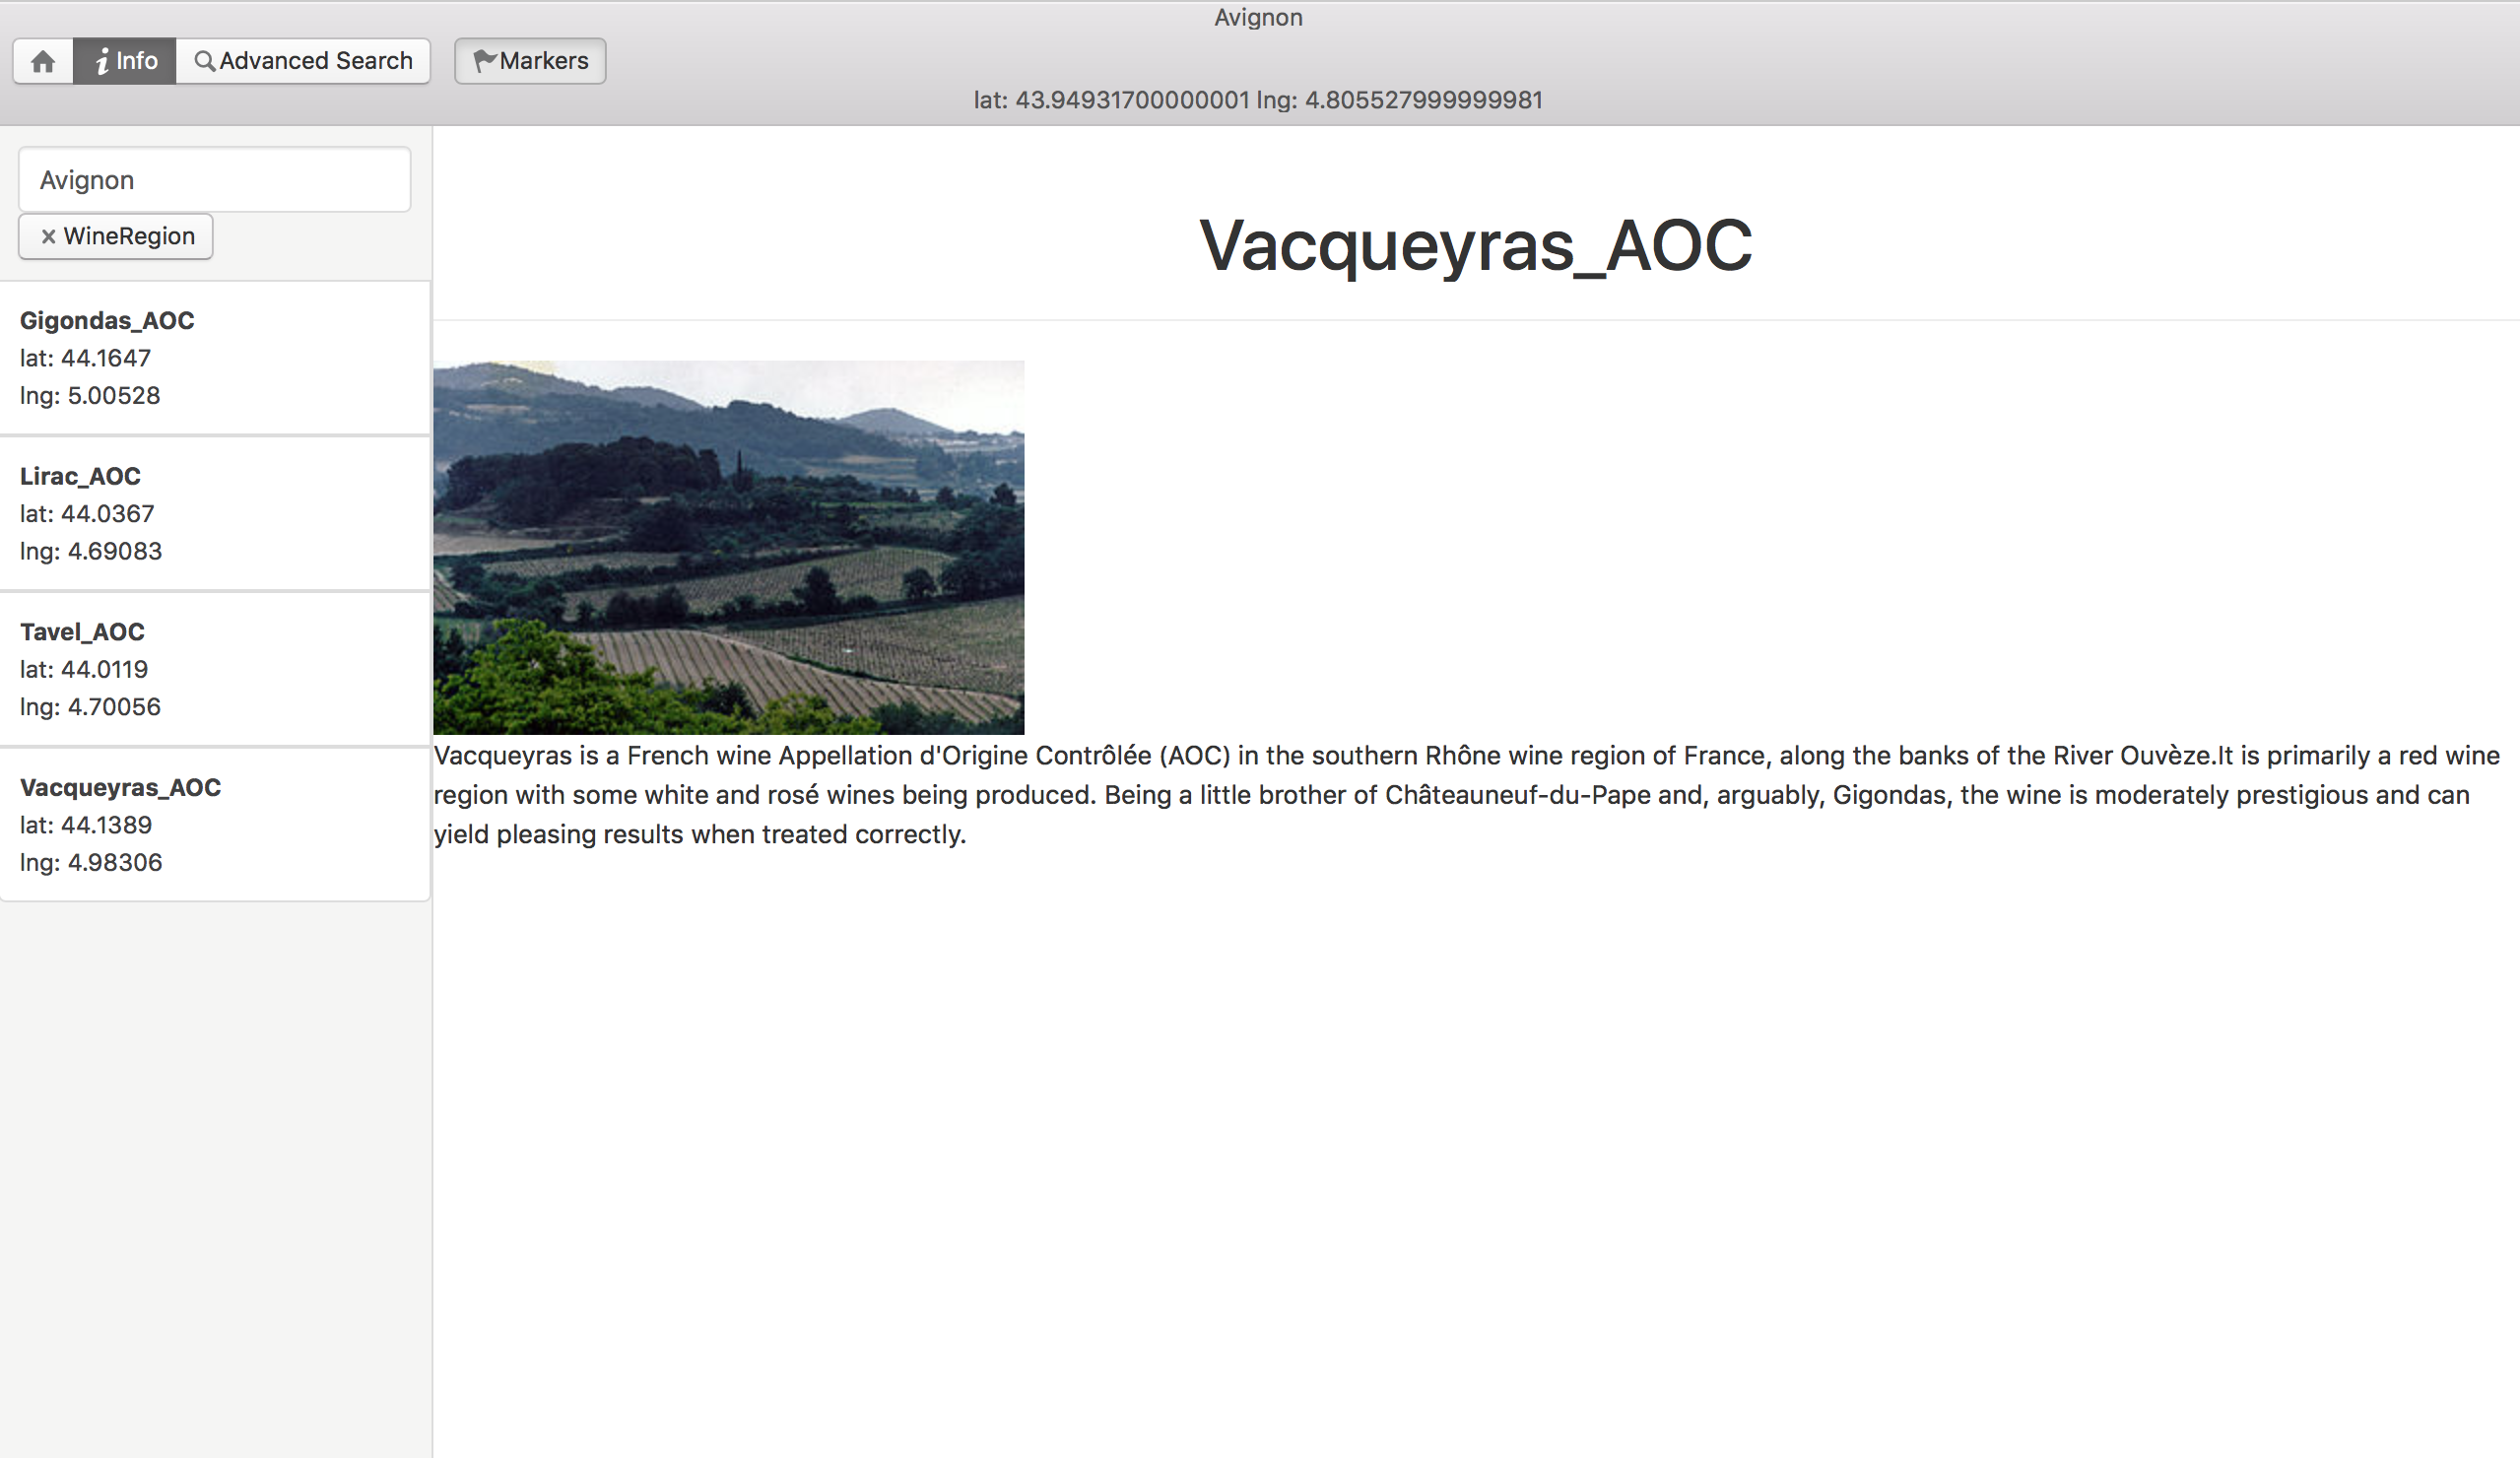 Avignon
Info
Advanced Search
Markers
lat: 43.94931700000001 lng: 4.805527999999981
Avignon
WineRegion
Gigondas_AOC
lat: 44.1647
lng: 5.00528
Lirac_AOC
lat: 44.0367
lng: 4.69083
Tavel_AOC
lat: 44.0119
lng: 4.70056
Vacqueyras_AOC
lat: 44.1389
lng: 4.98306
Vacqueyras_AOC
Vacqueyras is a French wine Appellation d'Origine Contrôlée (AOC) in the southern Rhône wine region of France, along the banks of the River Ouvèze.It is primarily a red wine
region with some white and rosé wines being produced. Being a little brother of Châteauneuf-du-Pape and, arguably, Gigondas, the wine is moderately prestigious and can
yield pleasing results when treated correctly.